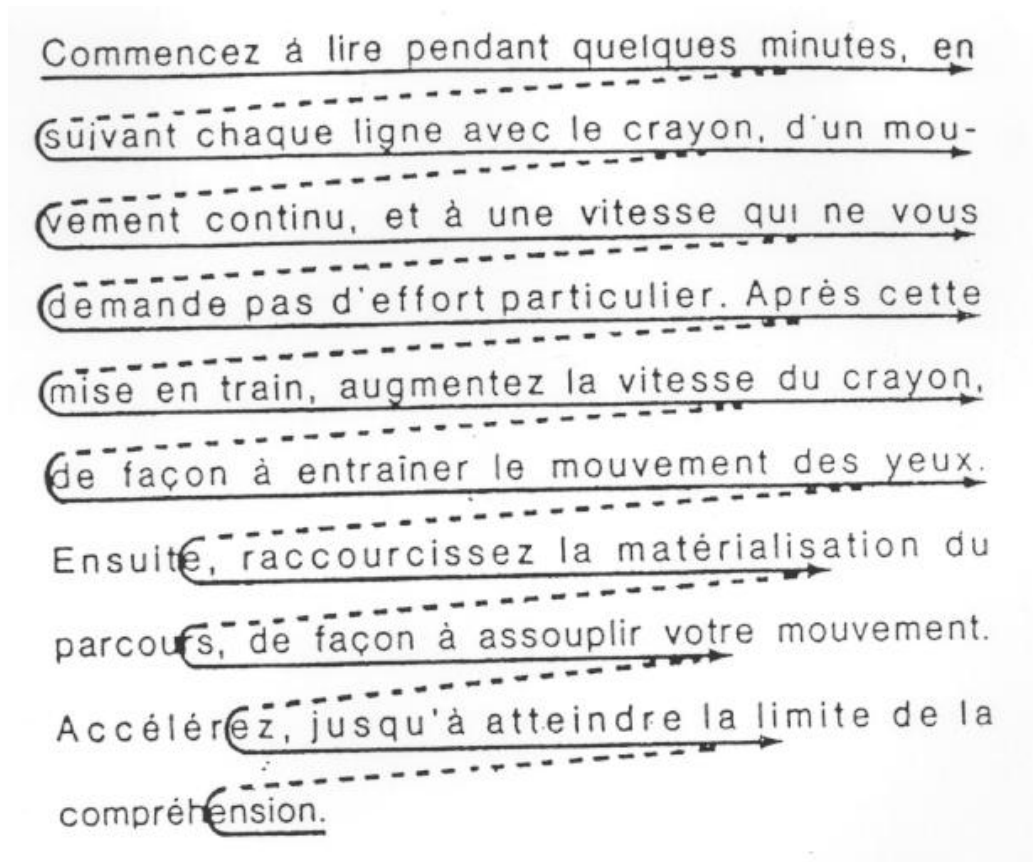 Commencez à lire pendant quelques minutes, en
suivant chaque ligne avec le crayon, d'un mou-
vement continu, et à une vitesse qui ne vous
demande pas d'effort particulier. Après cette
mise en train, augmentez la vitesse du crayon,
de façon à entraîner le mouvement des yeux.
Ensuite, raccourcissez la matérialisation du
parcours, de façon à assouplir votre mouvement.
Accélérez, jusqu'à atteindre la limite de la
compréhension.